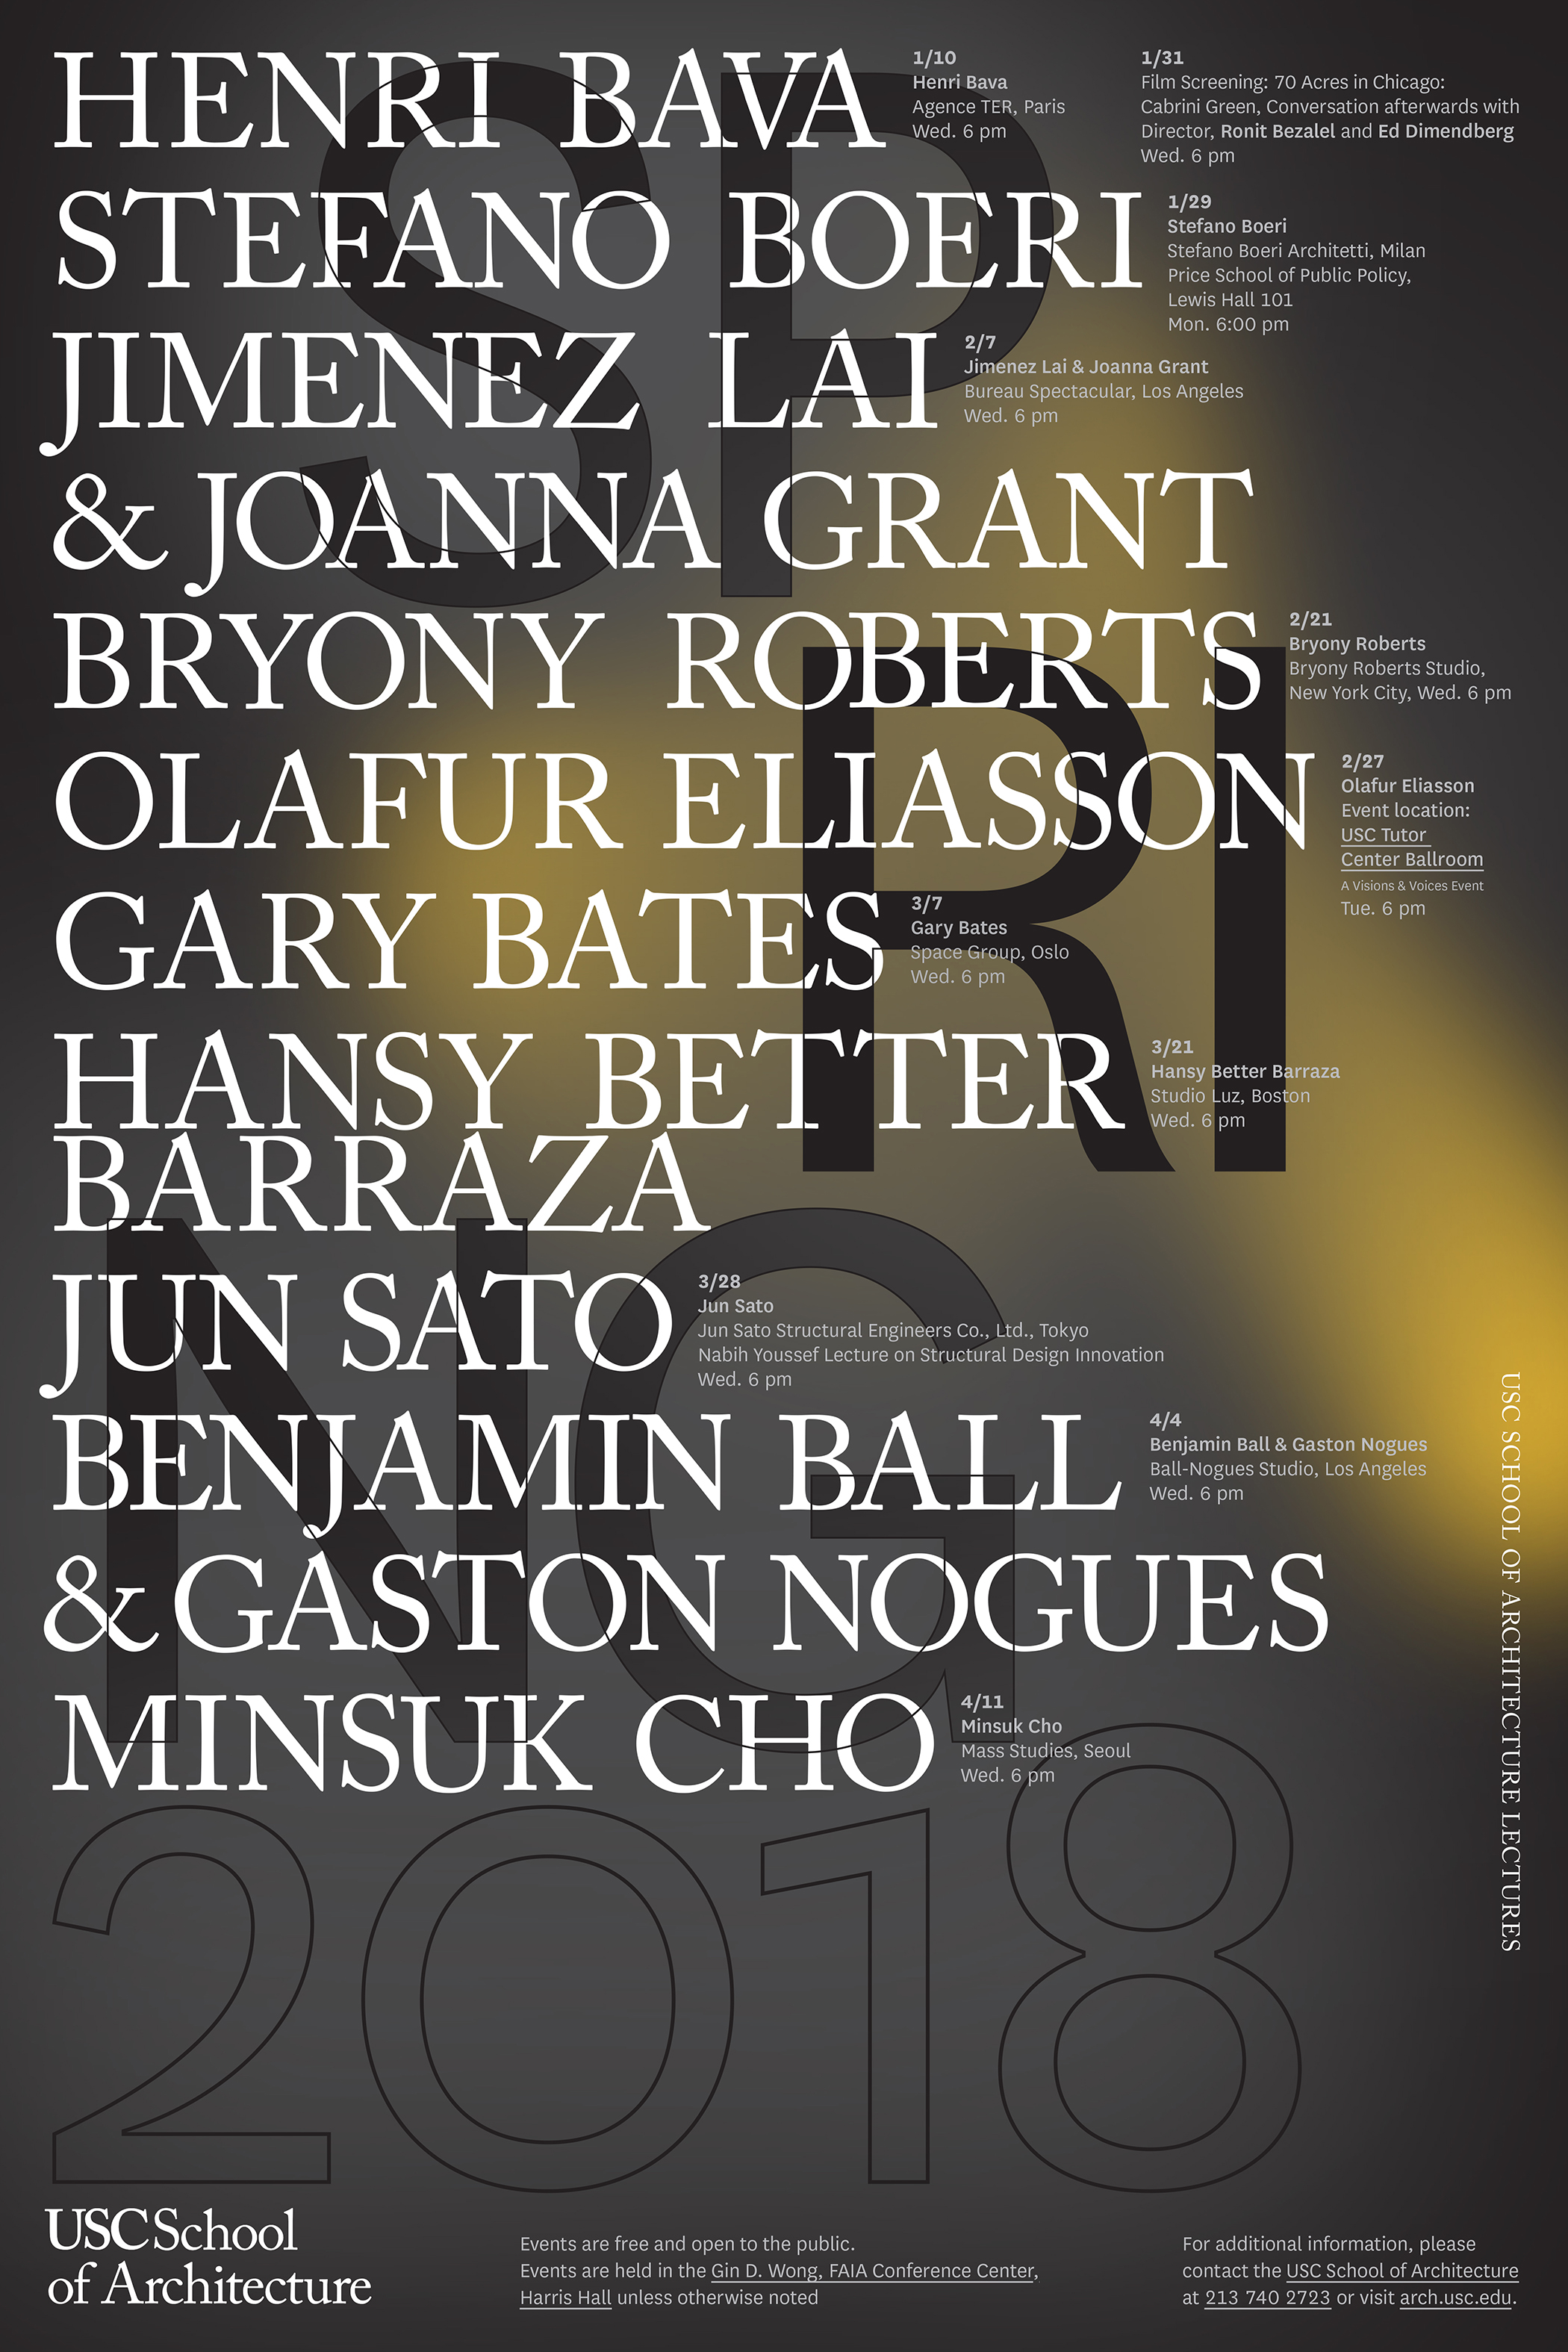 HENRI BAVA
1/10
Henri Bava
Agence TER, Paris
Wed. 6 pm
1/31
Film Screening: 70 Acres in Chicago:
Cabrini Green, Conversation afterwards with
Director, Ronit Bezalel and Ed Dimendberg
Wed. 6 pm
STEFANO BOERI
1/29
Stefano Boeri
Stefano Boeri Architetti, Milan
Price School of Public Policy,
Lewis Hall 101
Mon. 6:00 pm
JIMENEZ LAI
2/7
Jimenez Lai & Joanna Grant
Bureau Spectacular, Los Angeles
Wed. 6 pm
& JOANNA GRANT
BRYONY ROBERTS
2/21
Bryony Roberts
Bryony Roberts Studio,
New York City, Wed. 6 pm
OLAFUR ELIASSON
2/27
Olafur Eliasson
Event location:
USC Tutor
Center Ballroom
A Visions & Voices Event
Tue. 6 pm
GARY BATES
3/7
Gary Bates
Space Group, Oslo
Wed. 6 pm
HANSY BETTER
3/21
Hansy Better Barraza
Studio Luz, Boston
Wed. 6 pm
BARRAZA
JUN SATO
3/28
Jun Sato
Jun Sato Structural Engineers Co., Ltd., Tokyo
Nabih Youssef Lecture on Structural Design Innovation
Wed. 6 pm
BENJAMIN BALL
4/4
Benjamin Ball & Gaston Nogues
Ball-Nogues Studio, Los Angeles
Wed. 6 pm
& GASTON NOGUES
MINSUK CHO
4/11
Minsuk Cho
Mass Studies, Seoul
Wed. 6 pm
SP
RI
NG
2018
USC SCHOOL OF ARCHITECTURE LECTURES
USC School
of Architecture
Events are free and open to the public.
Events are held in the Gin D. Wong, FAIA Conference Center,
Harris Hall unless otherwise noted
For additional information, please
contact the USC School of Architecture
at 213 740 2723 or visit arch.usc.edu.